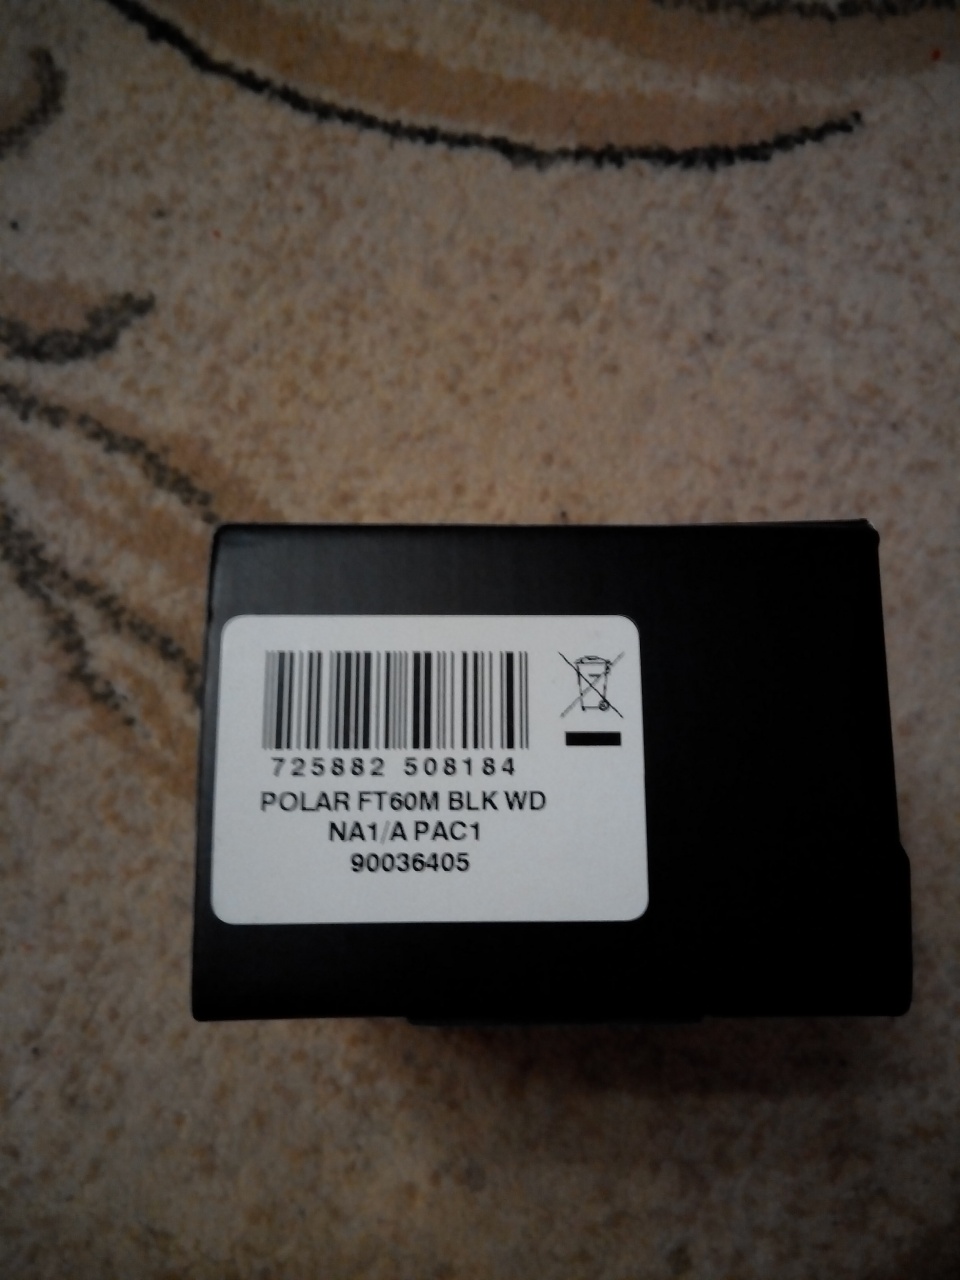 725882 508184
POLAR FT60M BLK WD
NA1/A PAC1
90036405